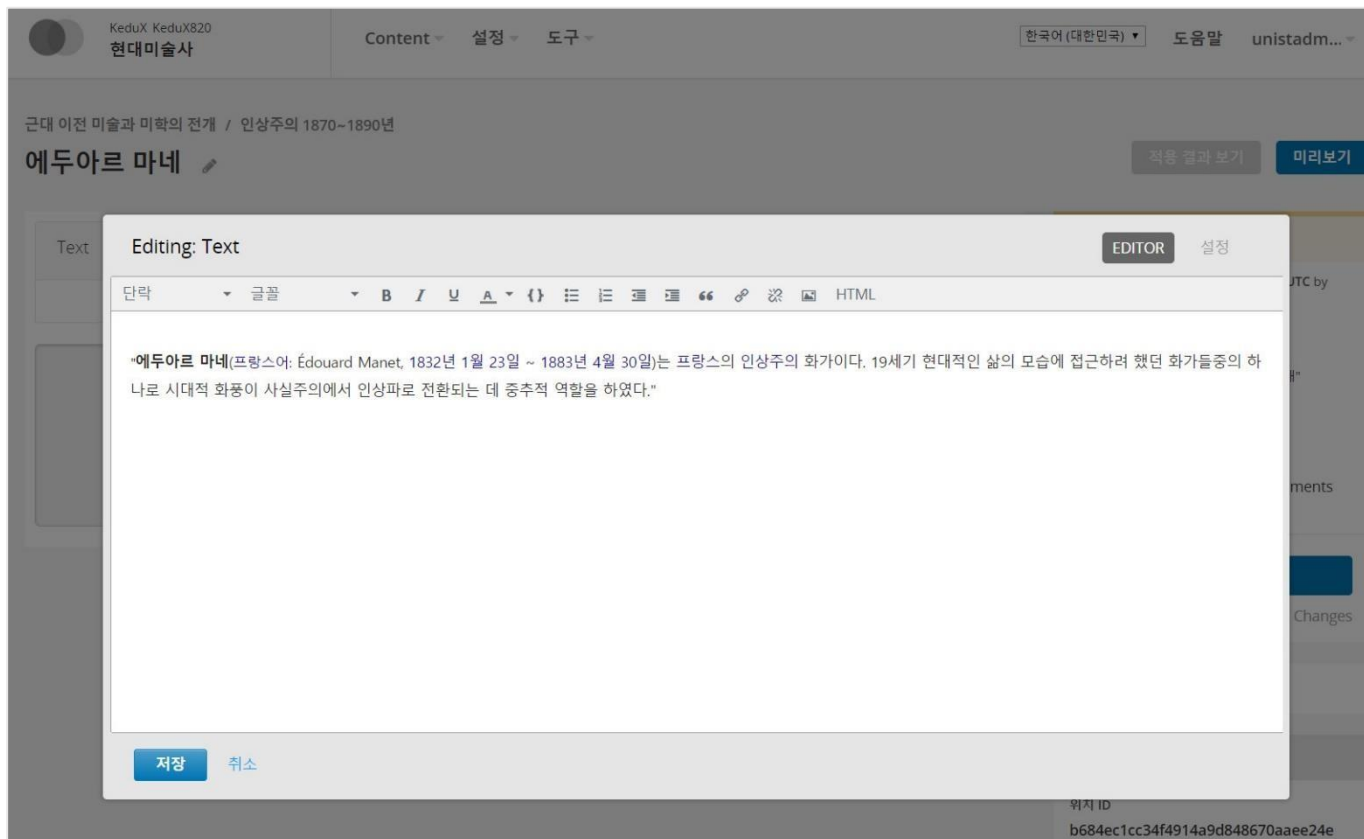 KeduX KeduX820
현대미술사
Content
설정
도구
한국어 (대한민국)
도움말
unistadm...
근대 이전 미술과 미학의 전개 / 인상주의 1870~1890년
에두아르 마네
적용 결과 보기
미리보기
Text
Editing: Text
EDITOR
설정
UTC by
단락
글꼴
B I U A {} HTML
"에두아르 마네(프랑스어: Édouard Manet, 1832년 1월 23일 ~ 1883년 4월 30일)는 프랑스의 인상주의 화가이다. 19세기 현대적인 삶의 모습에 접근하려 했던 화가들중의 하
나로 시대적 화풍이 사실주의에서 인상파로 전환되는 데 중추적 역할을 하였다."
ments
Changes
저장
취소
위치 ID
b684ec1cc34f4914a9d848670aaee24e